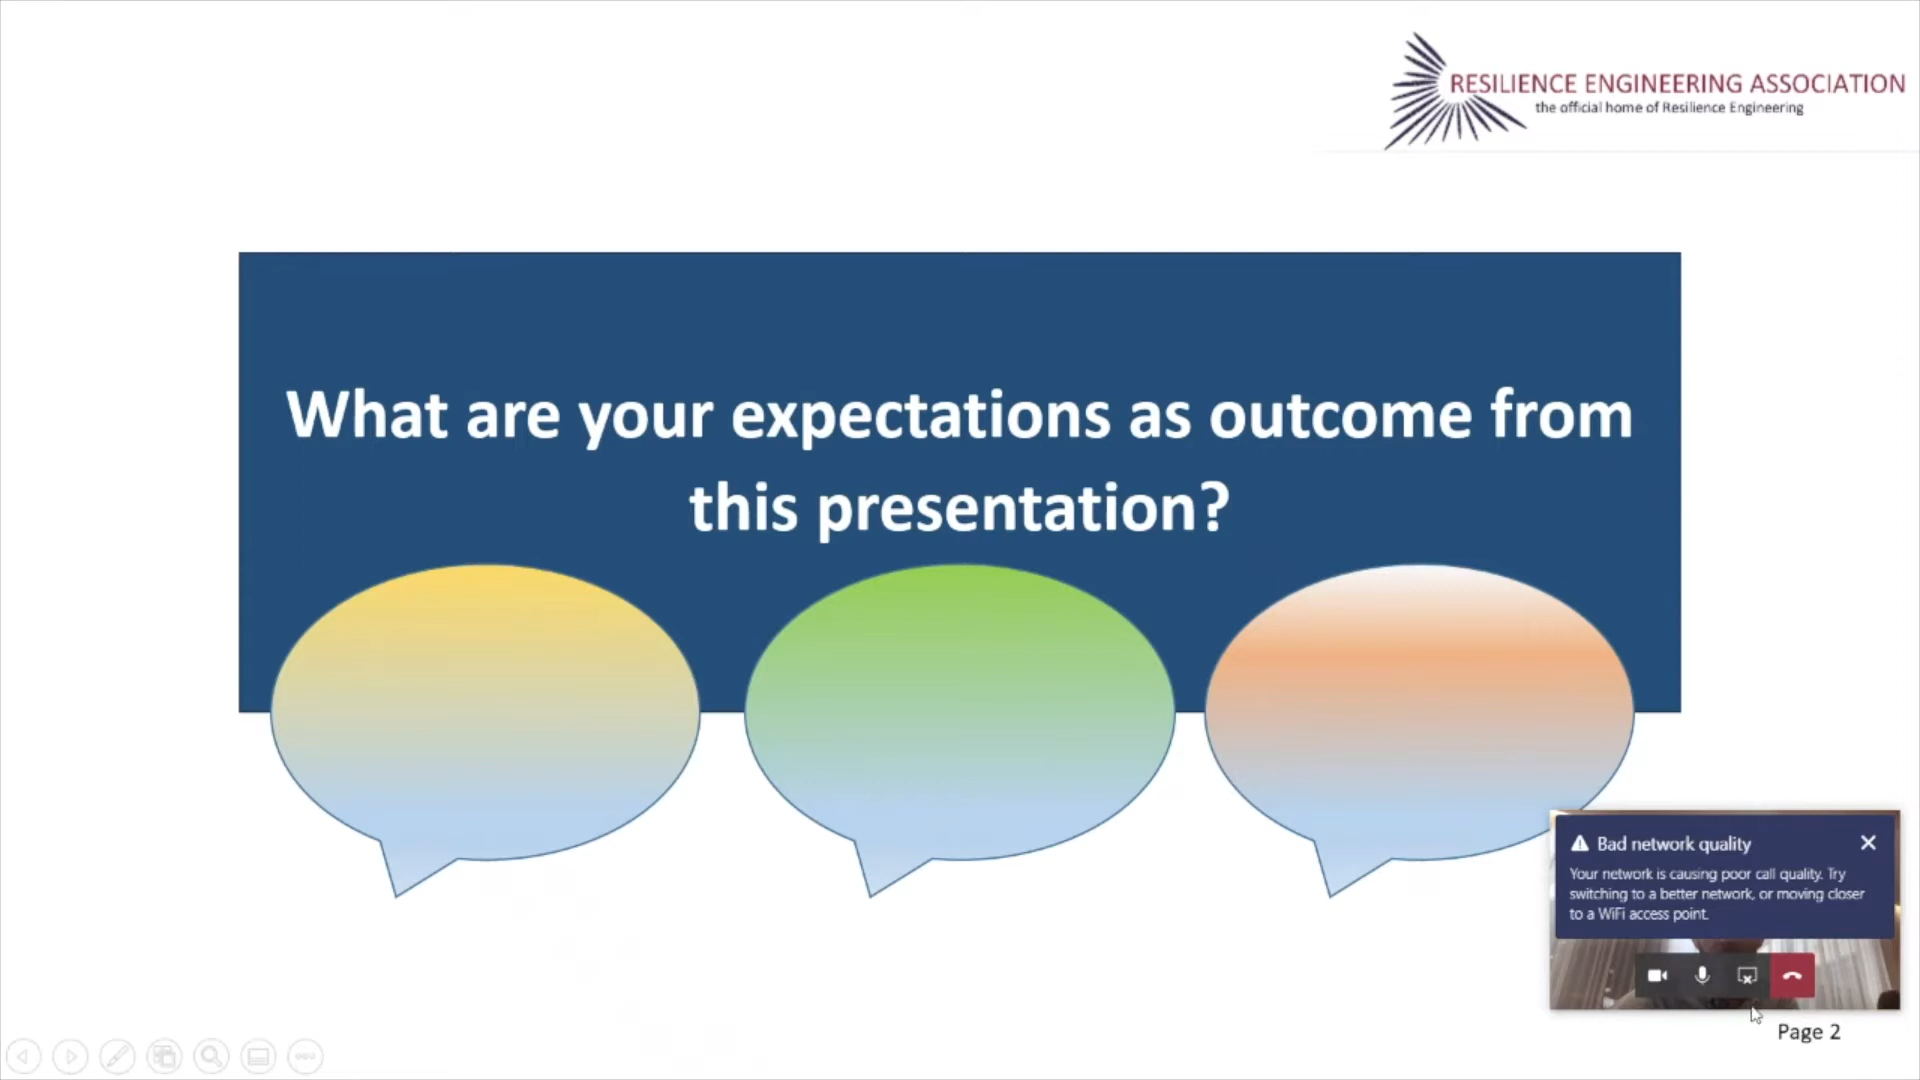 RESILIENCE ENGINEERING ASSOCIATION
the official home of Resilience Engineering
What are your expectations as outcome from
this presentation?
Bad network quality
Your network is causing poor call quality. Try
switching to a better network, or moving closer
to a WiFi access point.
Page 2